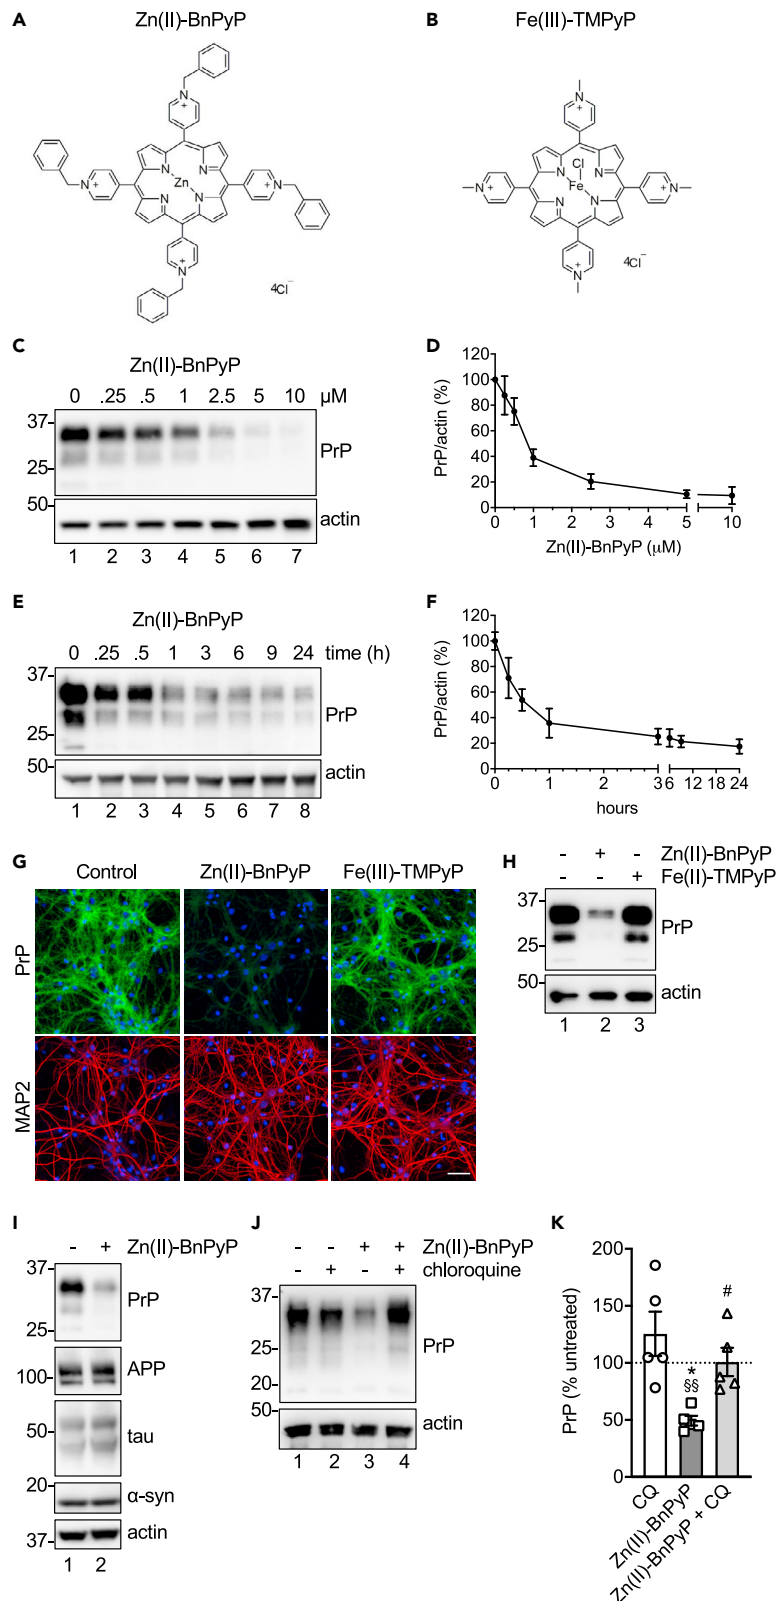 A Zn(II)-BnPyP
N
+
N
+
N
N
Zn
N
N
N
+
N
+
4Cl−
B Fe(III)-TMPyP
N
+
N
+
Cl
N
N
Fe
N
N
N
+
N
+
4Cl−
C
Zn(II)-BnPyP
0 .25 .5 1 2.5 5 10 µM
37
25
PrP
50
actin
1 2 3 4 5 6 7
D
PrP/actin (%)
120
100
80
60
40
20
0
0 1 2 3 4 5 10
Zn(II)-BnPyP (µM)
E
Zn(II)-BnPyP
0 .25 .5 1 3 6 9 24 time (h)
37
25
PrP
50
actin
1 2 3 4 5 6 7 8
F
PrP/actin (%)
120
100
80
60
40
20
0
0 1 2 3 6 12 18 24
hours
G
Control Zn(II)-BnPyP Fe(III)-TMPyP
PrP
MAP2
H
- + - Zn(II)-BnPyP
- - + Fe(II)-TMPyP
37
25
PrP
50
actin
1 2 3
I
- + Zn(II)-BnPyP
37
PrP
25
100
APP
50
tau
20
α-syn
37
actin
1 2
J
- - + + Zn(II)-BnPyP
- + - + chloroquine
37
25
PrP
20
50
actin
1 2 3 4
K
PrP (% untreated)
200
150
100
50
0
*
§§
#
CQ
Zn(II)-BnPyP
Zn(II)-BnPyP + CQ